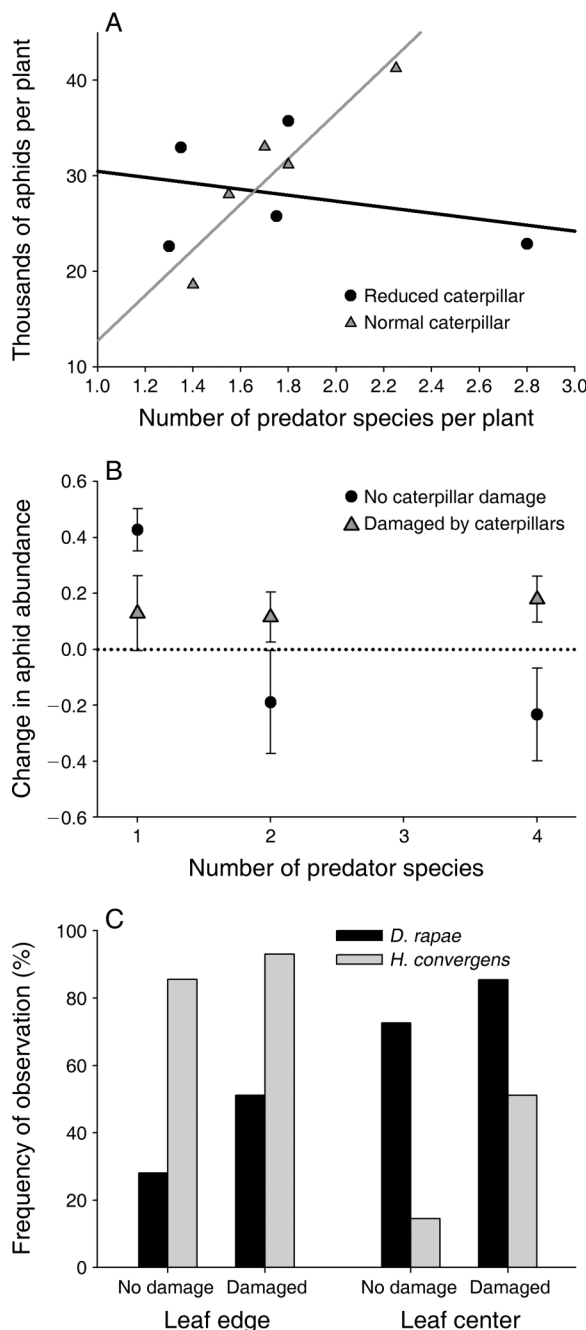 A
Thousands of aphids per plant
40
30
20
10
Reduced caterpillar
Normal caterpillar
1.0 1.2 1.4 1.6 1.8 2.0 2.2 2.4 2.6 2.8 3.0
Number of predator species per plant
B
Change in aphid abundance
0.6
0.4
0.2
0.0
−0.2
−0.4
−0.6
No caterpillar damage
Damaged by caterpillars
1 2 3 4
Number of predator species
C
Frequency of observation (%)
100
80
60
40
20
0
D. rapae
H. convergens
No damage Damaged No damage Damaged
Leaf edge Leaf center